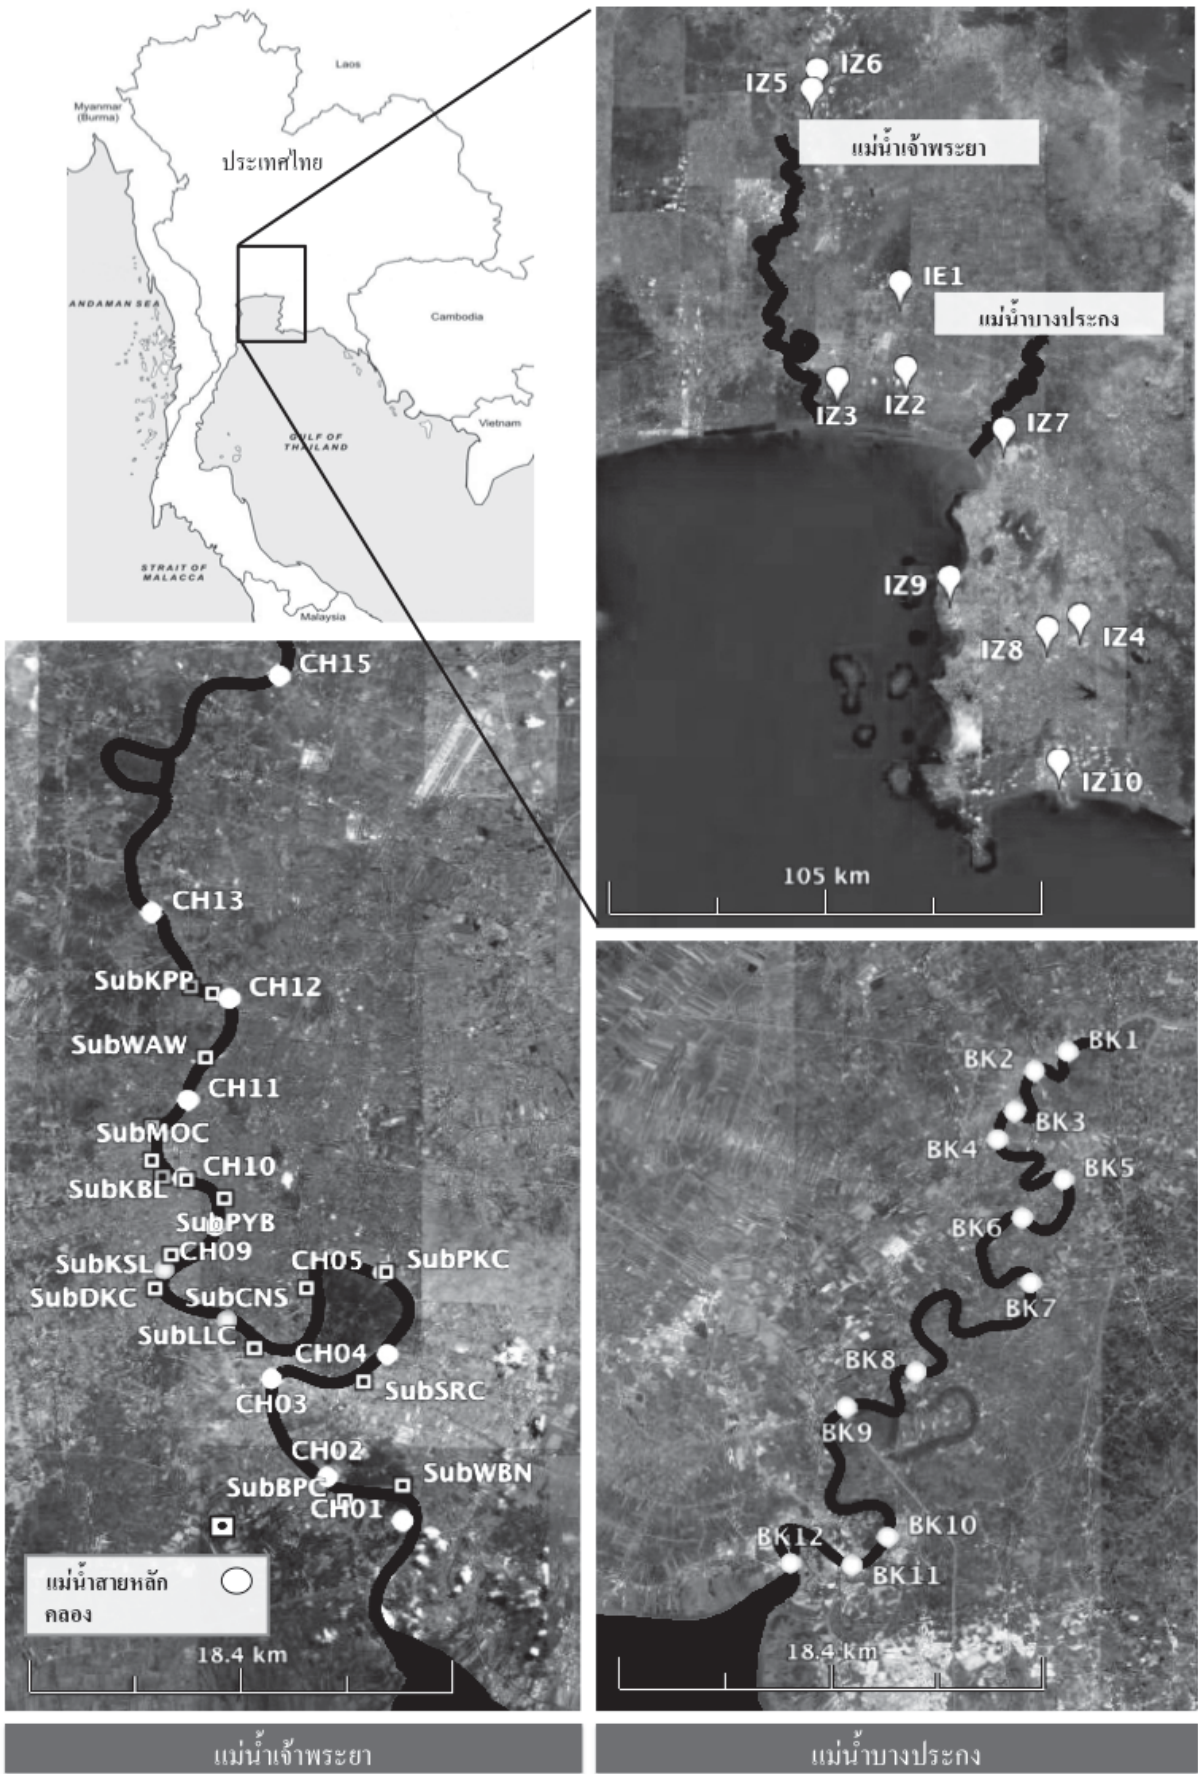 Laos
Myanmar
(Burma)
ประเทศไทย
ANDAMAN SEA
Cambodia
Vietnam
GULF OF
THAILAND
STRAIT OF
MALACCA
Malaysia
IZ6
IZ5
แม่น้ำเจ้าพระยา
IE1
แม่น้ำบางประกง
IZ2
IZ3
IZ7
IZ9
IZ8
IZ4
IZ10
105 km
CH15
CH13
SubKPP
CH12
SubWAW
CH11
SubMOC
CH10
SubKBL
SubPYB
CH09
SubKSL
CH05
SubPKC
SubDKC
SubCNS
SubLLC
CH04
SubSRC
CH03
CH02
SubWBN
SubBPC
CH01
แม่น้ำสายหลัก
คลอง
18.4 km
แม่น้ำเจ้าพระยา
BK1
BK2
BK3
BK4
BK5
BK6
BK7
BK8
BK9
BK10
BK12
BK11
18.4 km
แม่น้ำบางประกง